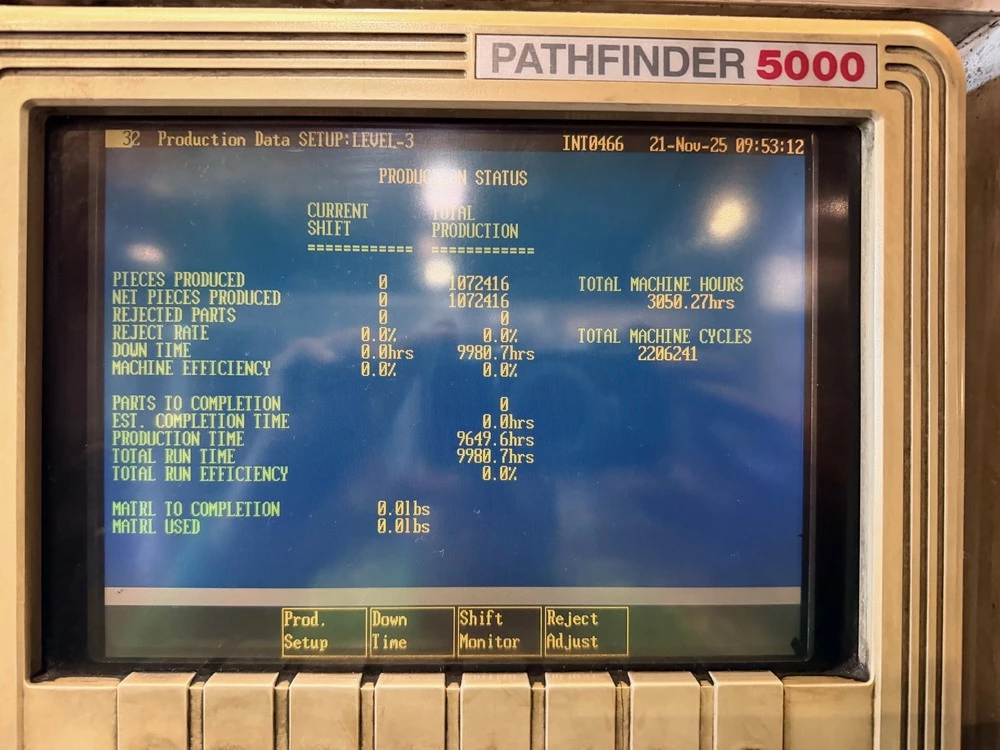 PATHFINDER 5000
32 Production Data SETUP:LEVEL-3 INT0466 21-Nov-25 09:53:12
PRODUCTION STATUS
CURRENT TOTAL
SHIFT PRODUCTION
============ ============
PIECES PRODUCED 0 1072416 TOTAL MACHINE HOURS
NET PIECES PRODUCED 0 1072416 3050.27hrs
REJECTED PARTS 0 0
REJECT RATE 0.0% 0.0% TOTAL MACHINE CYCLES
DOWN TIME 0.0hrs 9980.7hrs 2206241
MACHINE EFFICIENCY 0.0% 0.0%
PARTS TO COMPLETION 0
EST. COMPLETION TIME 0.0hrs
PRODUCTION TIME 9649.6hrs
TOTAL RUN TIME 9980.7hrs
TOTAL RUN EFFICIENCY 0.0%
MATRL TO COMPLETION 0.0lbs
MATRL USED 0.0lbs
Prod. Down Shift Reject
Setup Time Monitor Adjust